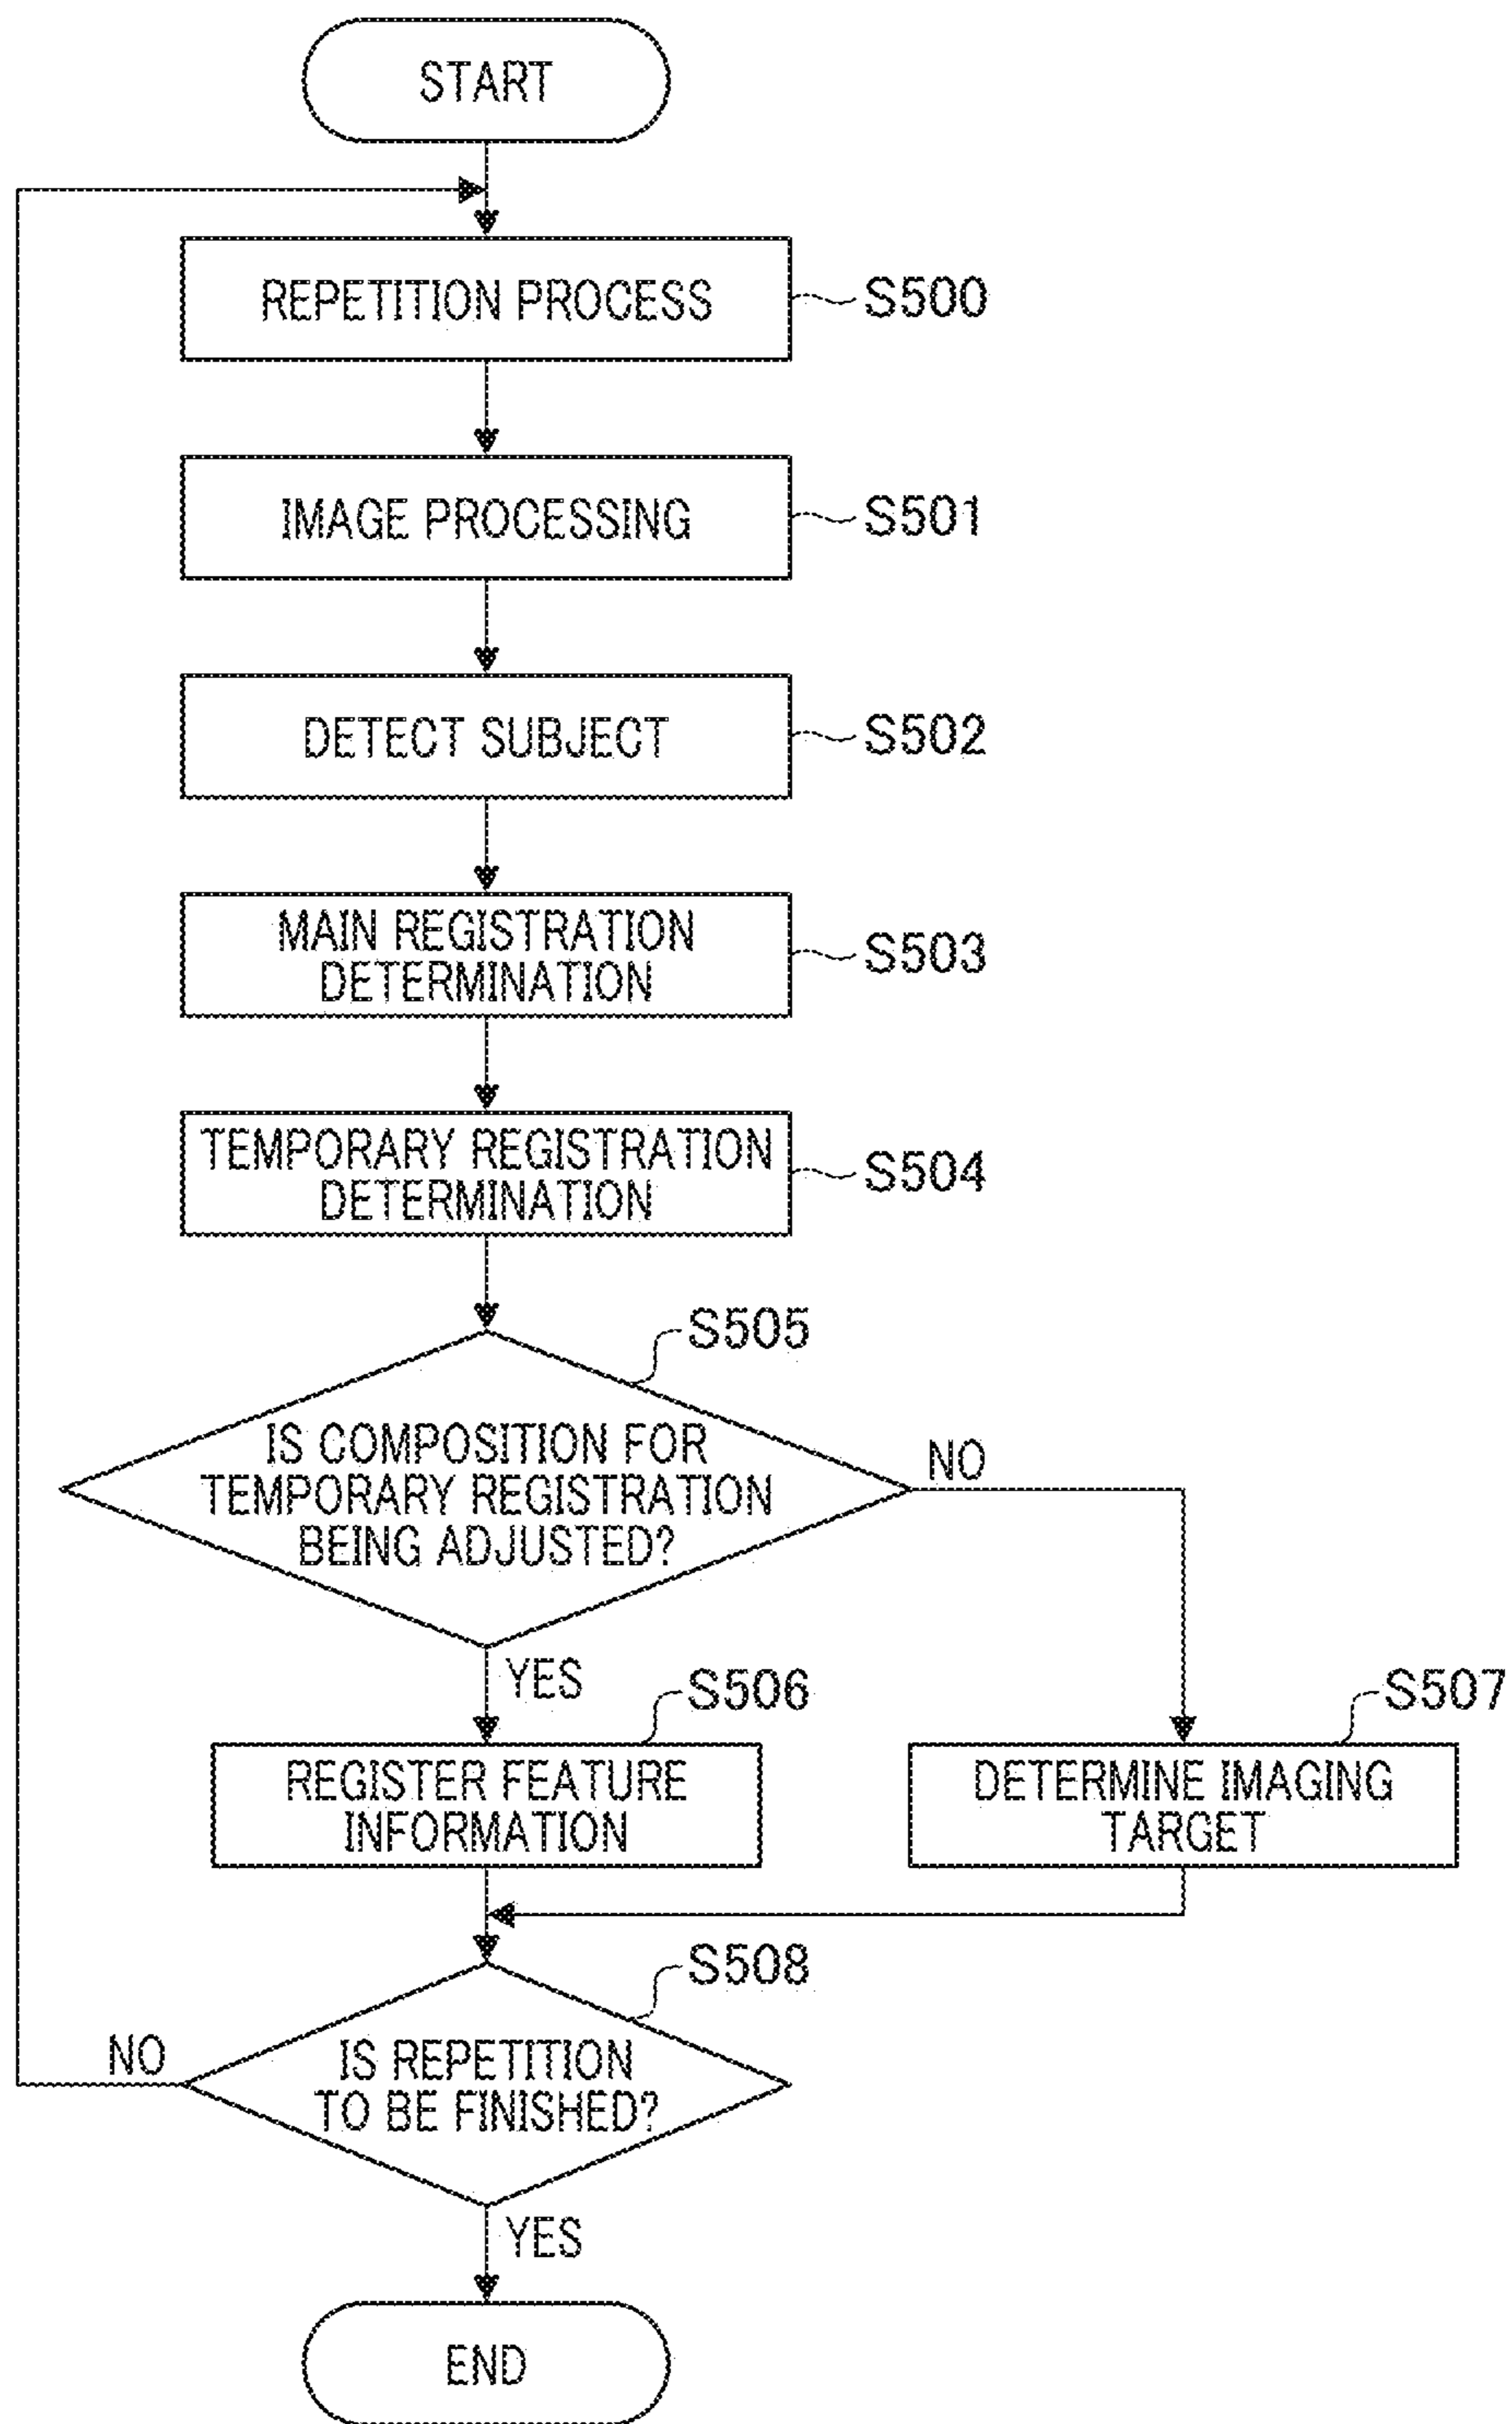 START
REPETITION PROCESS
S500
IMAGE PROCESSING
S501
DETECT SUBJECT
S502
MAIN REGISTRATION
DETERMINATION
S503
TEMPORARY REGISTRATION
DETERMINATION
S504
S505
IS COMPOSITION FOR
TEMPORARY REGISTRATION
BEING ADJUSTED?
NO
YES
S506
REGISTER FEATURE
INFORMATION
S507
DETERMINE IMAGING
TARGET
S508
IS REPETITION
TO BE FINISHED?
NO
YES
END